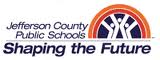 Jefferson County
Public Schools
Shaping the Future